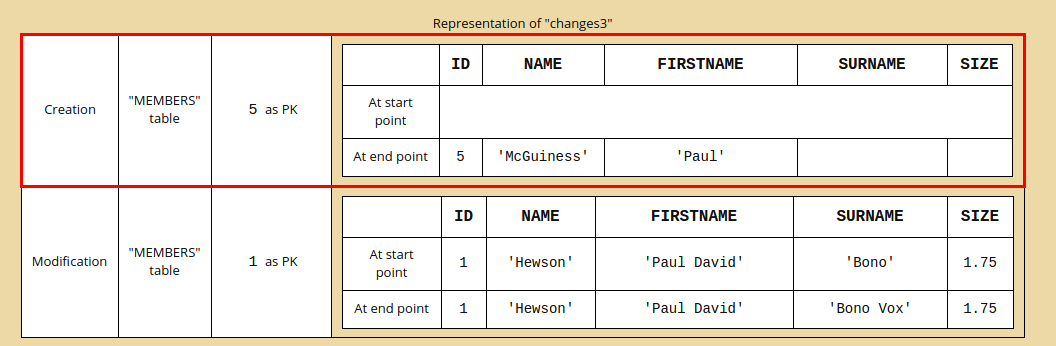 Representation of "changes3"
Creation
"MEMBERS"
table
5 as PK
ID NAME FIRSTNAME SURNAME SIZE
At start
point
At end point 5 'McGuiness' 'Paul'
Modification
"MEMBERS"
table
1 as PK
ID NAME FIRSTNAME SURNAME SIZE
At start
point
1 'Hewson' 'Paul David' 'Bono' 1.75
At end point 1 'Hewson' 'Paul David' 'Bono Vox' 1.75